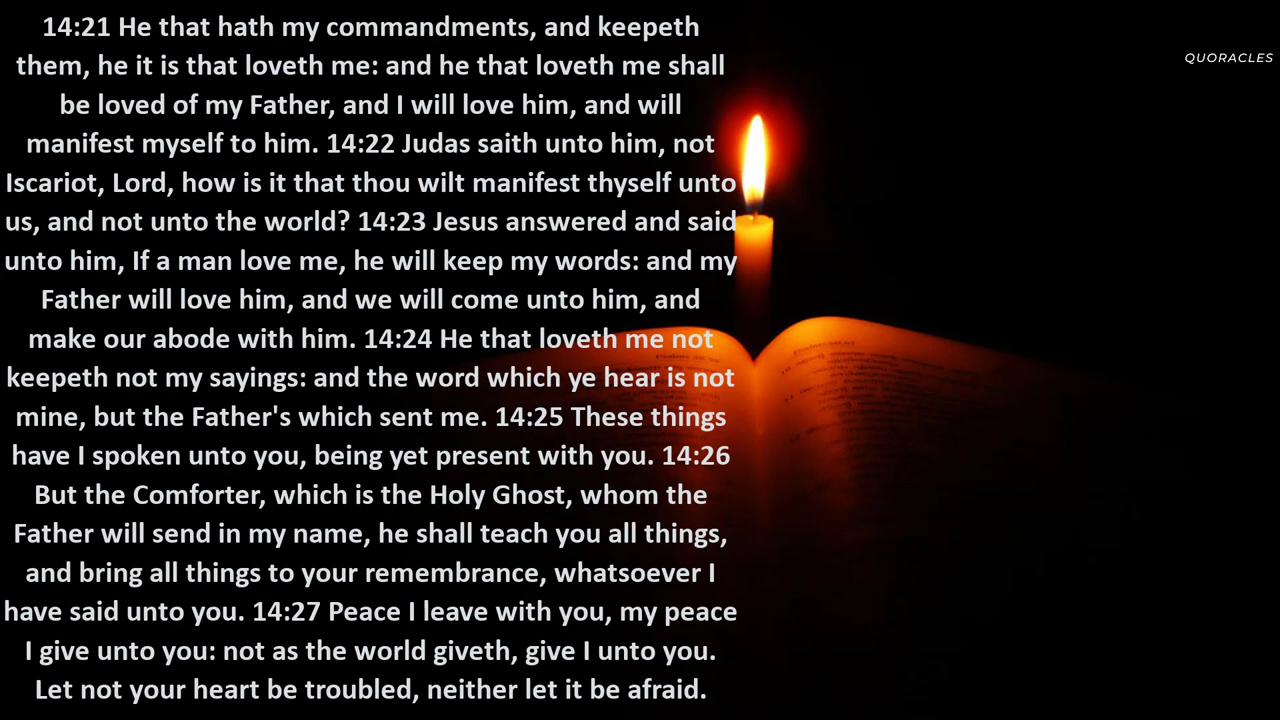 14:21 He that hath my commandments, and keepeth
them, he it is that loveth me: and he that loveth me shall
be loved of my Father, and I will love him, and will
manifest myself to him. 14:22 Judas saith unto him, not
Iscariot, Lord, how is it that thou wilt manifest thyself unto
us, and not unto the world? 14:23 Jesus answered and said
unto him, If a man love me, he will keep my words: and my
Father will love him, and we will come unto him, and
make our abode with him. 14:24 He that loveth me not
keepeth not my sayings: and the word which ye hear is not
mine, but the Father's which sent me. 14:25 These things
have I spoken unto you, being yet present with you. 14:26
But the Comforter, which is the Holy Ghost, whom the
Father will send in my name, he shall teach you all things,
and bring all things to your remembrance, whatsoever I
have said unto you. 14:27 Peace I leave with you, my peace
I give unto you: not as the world giveth, give I unto you.
Let not your heart be troubled, neither let it be afraid.
QUORACLES